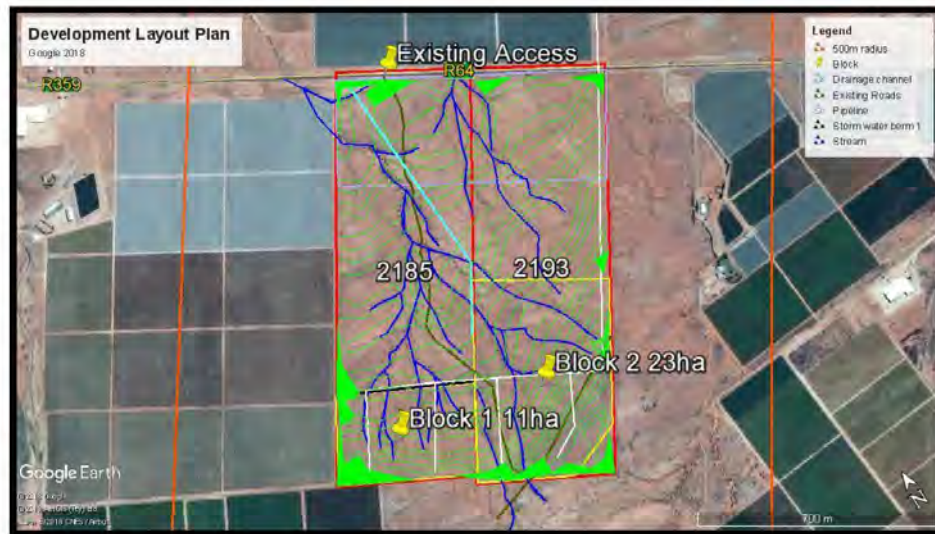 Development Layout Plan
Google 2018
Legend
500m radius
Block
Drainage channel
Existing Roads
Pipeline
Storm water berm 1
Stream
Existing Access
R64
R359
2185
2193
Block 2 23ha
Block 1 11ha
Google Earth
N
700 m